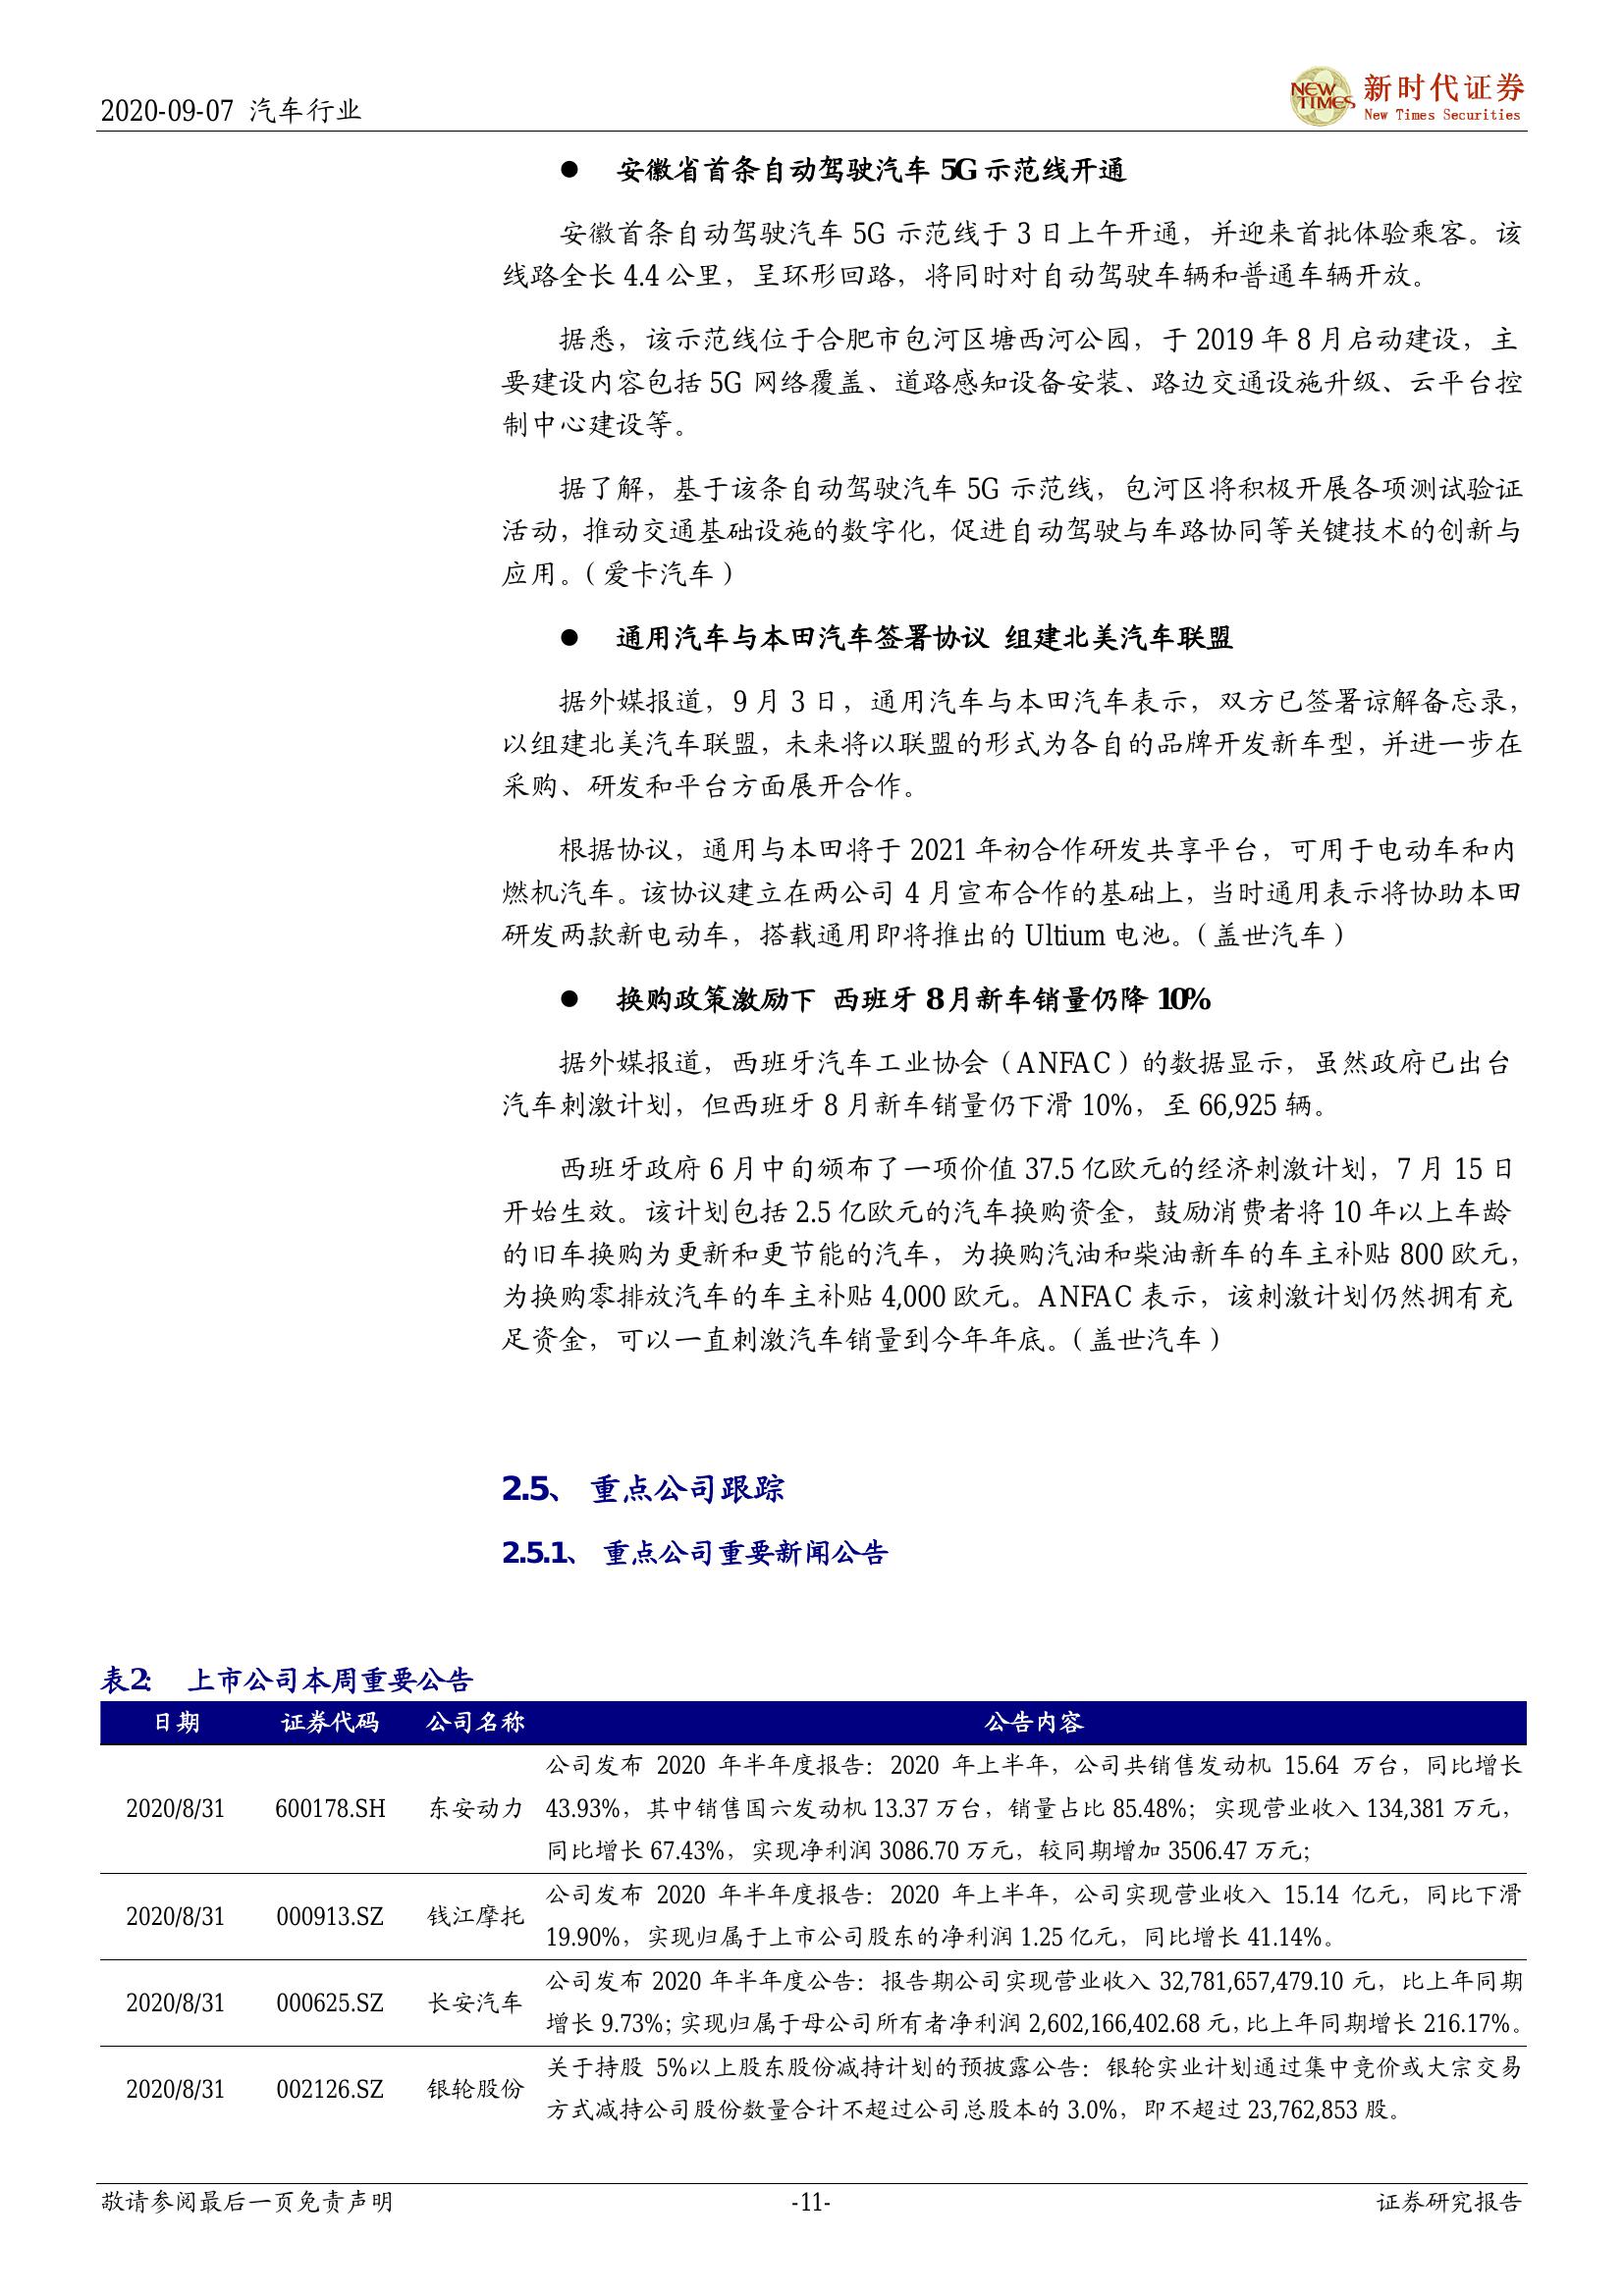 2020-09-07 汽车行业
NEW TIMES 新时代证券
New Times Securities
● 安徽省首条自动驾驶汽车 5G 示范线开通
安徽首条自动驾驶汽车 5G 示范线于 3 日上午开通，并迎来首批体验乘客。该
线路全长 4.4 公里，呈环形回路，将同时对自动驾驶车辆和普通车辆开放。
据悉，该示范线位于合肥市包河区塘西河公园，于 2019 年 8 月启动建设，主
要建设内容包括 5G 网络覆盖、道路感知设备安装、路边交通设施升级、云平台控
制中心建设等。
据了解，基于该条自动驾驶汽车 5G 示范线，包河区将积极开展各项测试验证
活动，推动交通基础设施的数字化，促进自动驾驶与车路协同等关键技术的创新与
应用。（爱卡汽车）
● 通用汽车与本田汽车签署协议 组建北美汽车联盟
据外媒报道，9 月 3 日，通用汽车与本田汽车表示，双方已签署谅解备忘录，
以组建北美汽车联盟，未来将以联盟的形式为各自的品牌开发新车型，并进一步在
采购、研发和平台方面展开合作。
根据协议，通用与本田将于 2021 年初合作研发共享平台，可用于电动车和内
燃机汽车。该协议建立在两公司 4 月宣布合作的基础上，当时通用表示将协助本田
研发两款新电动车，搭载通用即将推出的 Ultium 电池。（盖世汽车）
● 换购政策激励下 西班牙 8 月新车销量仍降 10%
据外媒报道，西班牙汽车工业协会（ANFAC）的数据显示，虽然政府已出台
汽车刺激计划，但西班牙 8 月新车销量仍下滑 10%，至 66,925 辆。
西班牙政府 6 月中旬颁布了一项价值 37.5 亿欧元的经济刺激计划，7 月 15 日
开始生效。该计划包括 2.5 亿欧元的汽车换购资金，鼓励消费者将 10 年以上车龄
的旧车换购为更新和更节能的汽车，为换购汽油和柴油新车的车主补贴 800 欧元，
为换购零排放汽车的车主补贴 4,000 欧元。ANFAC 表示，该刺激计划仍然拥有充
足资金，可以一直刺激汽车销量到今年年底。（盖世汽车）
2.5、 重点公司跟踪
2.5.1、 重点公司重要新闻公告
表2： 上市公司本周重要公告
日期 证券代码 公司名称 公告内容
公司发布 2020 年半年度报告：2020 年上半年，公司共销售发动机 15.64 万台，同比增长
2020/8/31 600178.SH 东安动力 43.93%，其中销售国六发动机 13.37 万台，销量占比 85.48%；实现营业收入 134,381 万元，
同比增长 67.43%，实现净利润 3086.70 万元，较同期增加 3506.47 万元；
2020/8/31 000913.SZ 钱江摩托 公司发布 2020 年半年度报告：2020 年上半年，公司实现营业收入 15.14 亿元，同比下滑
19.90%，实现归属于上市公司股东的净利润 1.25 亿元，同比增长 41.14%。
2020/8/31 000625.SZ 长安汽车 公司发布 2020 年半年度公告：报告期公司实现营业收入 32,781,657,479.10 元，比上年同期
增长 9.73%；实现归属于母公司所有者净利润 2,602,166,402.68 元，比上年同期增长 216.17%。
2020/8/31 002126.SZ 银轮股份 关于持股 5%以上股东股份减持计划的预披露公告：银轮实业计划通过集中竞价或大宗交易
方式减持公司股份数量合计不超过公司总股本的 3.0%，即不超过 23,762,853 股。
敬请参阅最后一页免责声明 -11- 证券研究报告